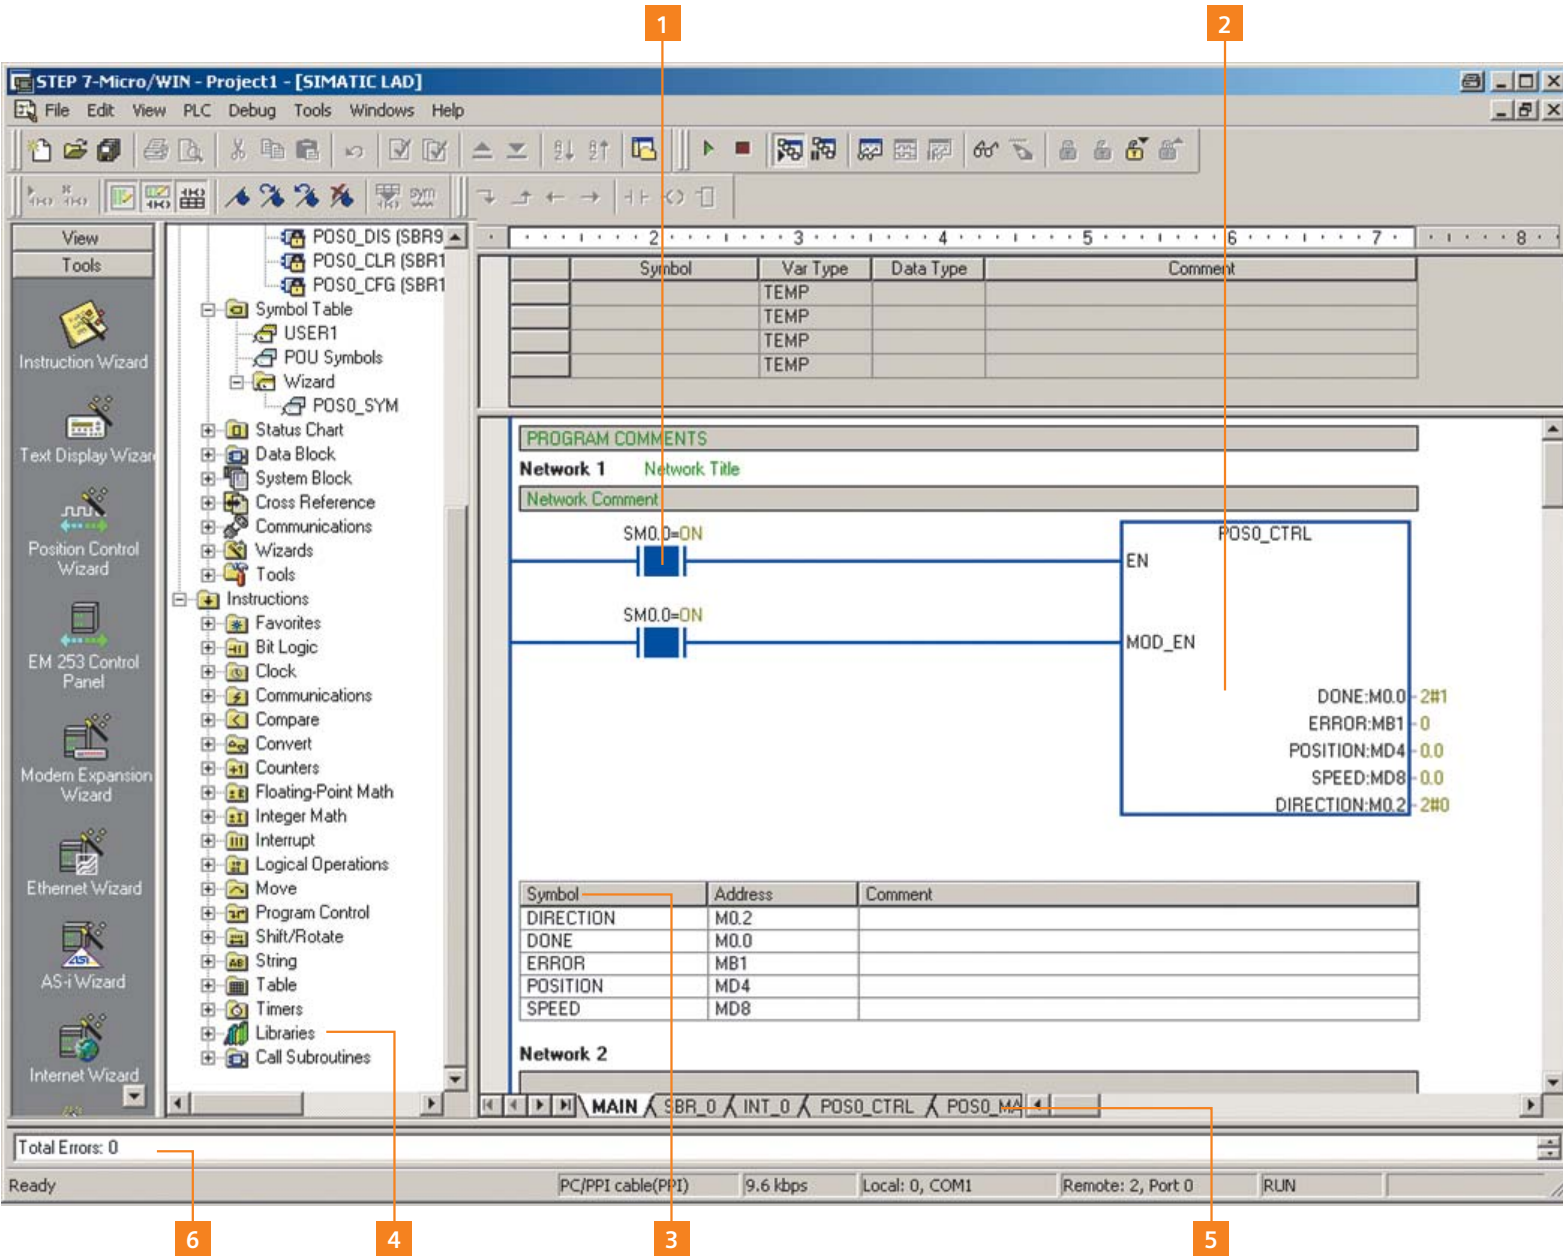 1 2
STEP 7-Micro/WIN - Project1 - [SIMATIC LAD]
File Edit View PLC Debug Tools Windows Help
View
Tools
Instruction Wizard
Text Display Wizar
Position Control
Wizard
EM 253 Control
Panel
Modem Expansion
Wizard
Ethernet Wizard
AS-i Wizard
Internet Wizard
POS0_DIS (SBR9
POS0_CLR (SBR1
POS0_CFG (SBR1
Symbol Table
USER1
POU Symbols
Wizard
POS0_SYM
Status Chart
Data Block
System Block
Cross Reference
Communications
Wizards
Tools
Instructions
Favorites
Bit Logic
Clock
Communications
Compare
Convert
Counters
Floating-Point Math
Integer Math
Interrupt
Logical Operations
Move
Program Control
Shift/Rotate
String
Table
Timers
Libraries
Call Subroutines
2 3 4 5 6 7 8
Symbol Var Type Data Type Comment
TEMP
TEMP
TEMP
TEMP
PROGRAM COMMENTS
Network 1 Network Title
Network Comment
SM0.0=ON
POS0_CTRL
EN
SM0.0=ON
MOD_EN
DONE:M0.0 2#1
ERROR:MB1 0
POSITION:MD4 0.0
SPEED:MD8 0.0
DIRECTION:M0.2 2#0
Symbol Address Comment
DIRECTION M0.2
DONE M0.0
ERROR MB1
POSITION MD4
SPEED MD8
Network 2
MAIN SBR_0 INT_0 POS0_CTRL POS0_MA
Total Errors: 0
Ready PC/PPI cable(PPI) 9.6 kbps Local: 0, COM1 Remote: 2, Port 0 RUN
6 4 3 5